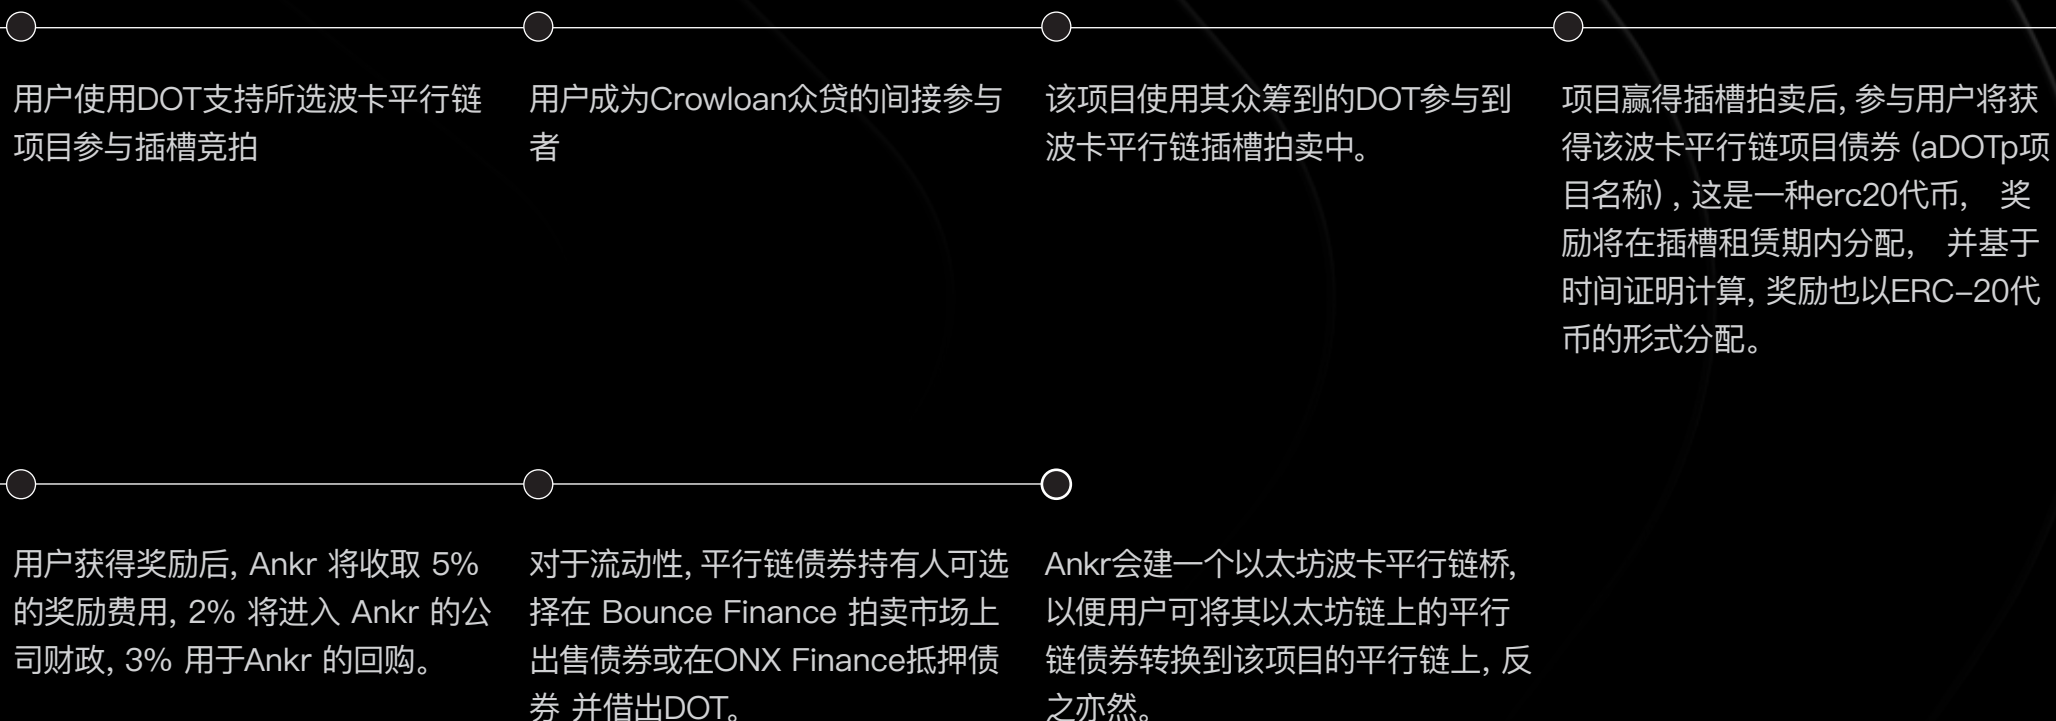 用户使用DOT支持所选波卡平行链
项目参与插槽竞拍
用户成为Crowloan众贷的间接参与
者
该项目使用其众筹到的DOT参与到
波卡平行链插槽拍卖中。
项目赢得插槽拍卖后, 参与用户将获
得该波卡平行链项目债券 (aDOTp项
目名称) , 这是一种erc20代币,　奖
励将在插槽租赁期内分配,　并基于
时间证明计算, 奖励也以ERC-20代
币的形式分配。
用户获得奖励后, Ankr 将收取 5%
的奖励费用, 2% 将进入 Ankr 的公
司财政, 3% 用于Ankr 的回购。
对于流动性, 平行链债券持有人可选
择在 Bounce Finance 拍卖市场上
出售债券或在ONX Finance抵押债
券 并借出DOT。
Ankr会建一个以太坊波卡平行链桥,
以便用户可将其以太坊链上的平行
链债券转换到该项目的平行链上, 反
之亦然。